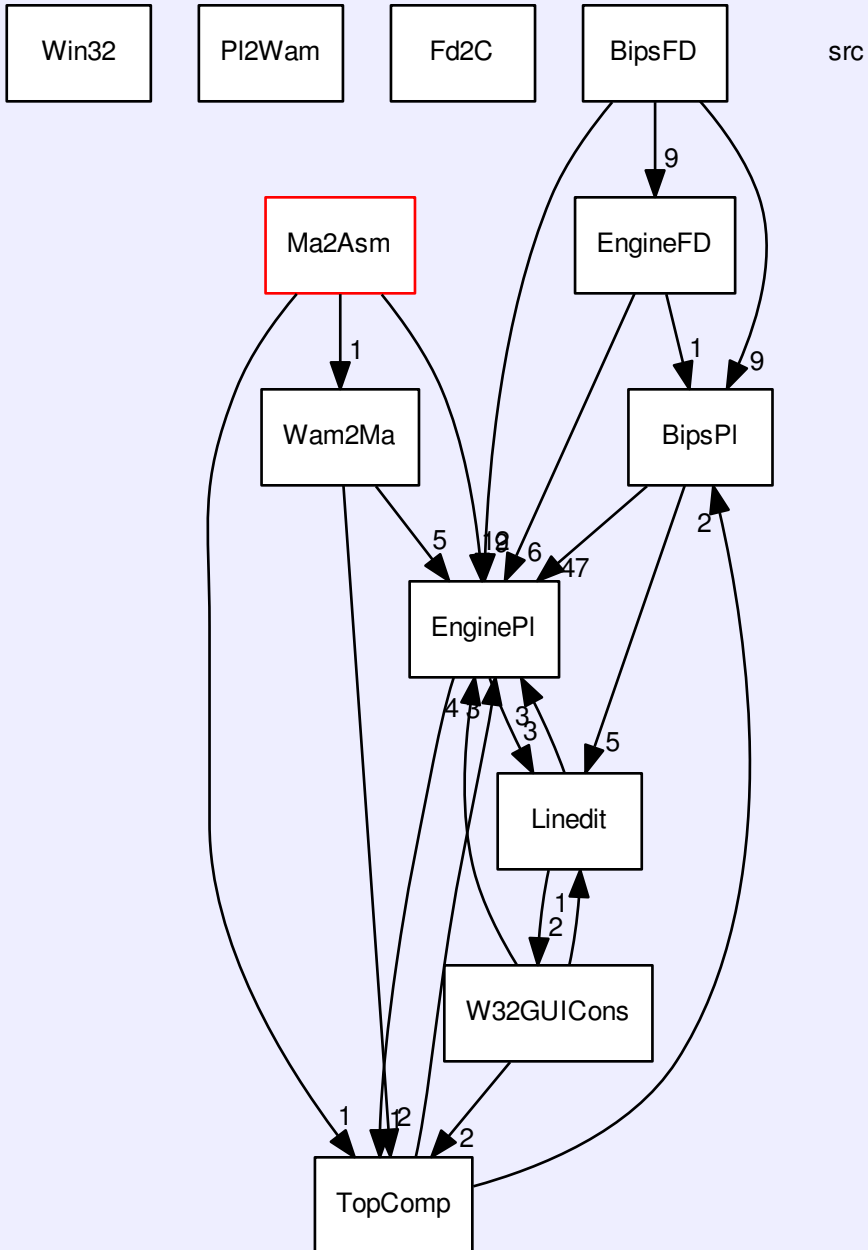 Win32
Pl2Wam
Fd2C
BipsFD
src
9
Ma2Asm
EngineFD
1
1
9
Wam2Ma
BipsPl
2
5
6
47
EnginePl
4
3
3
3
5
Linedit
1
2
W32GUICons
1
2
2
TopComp